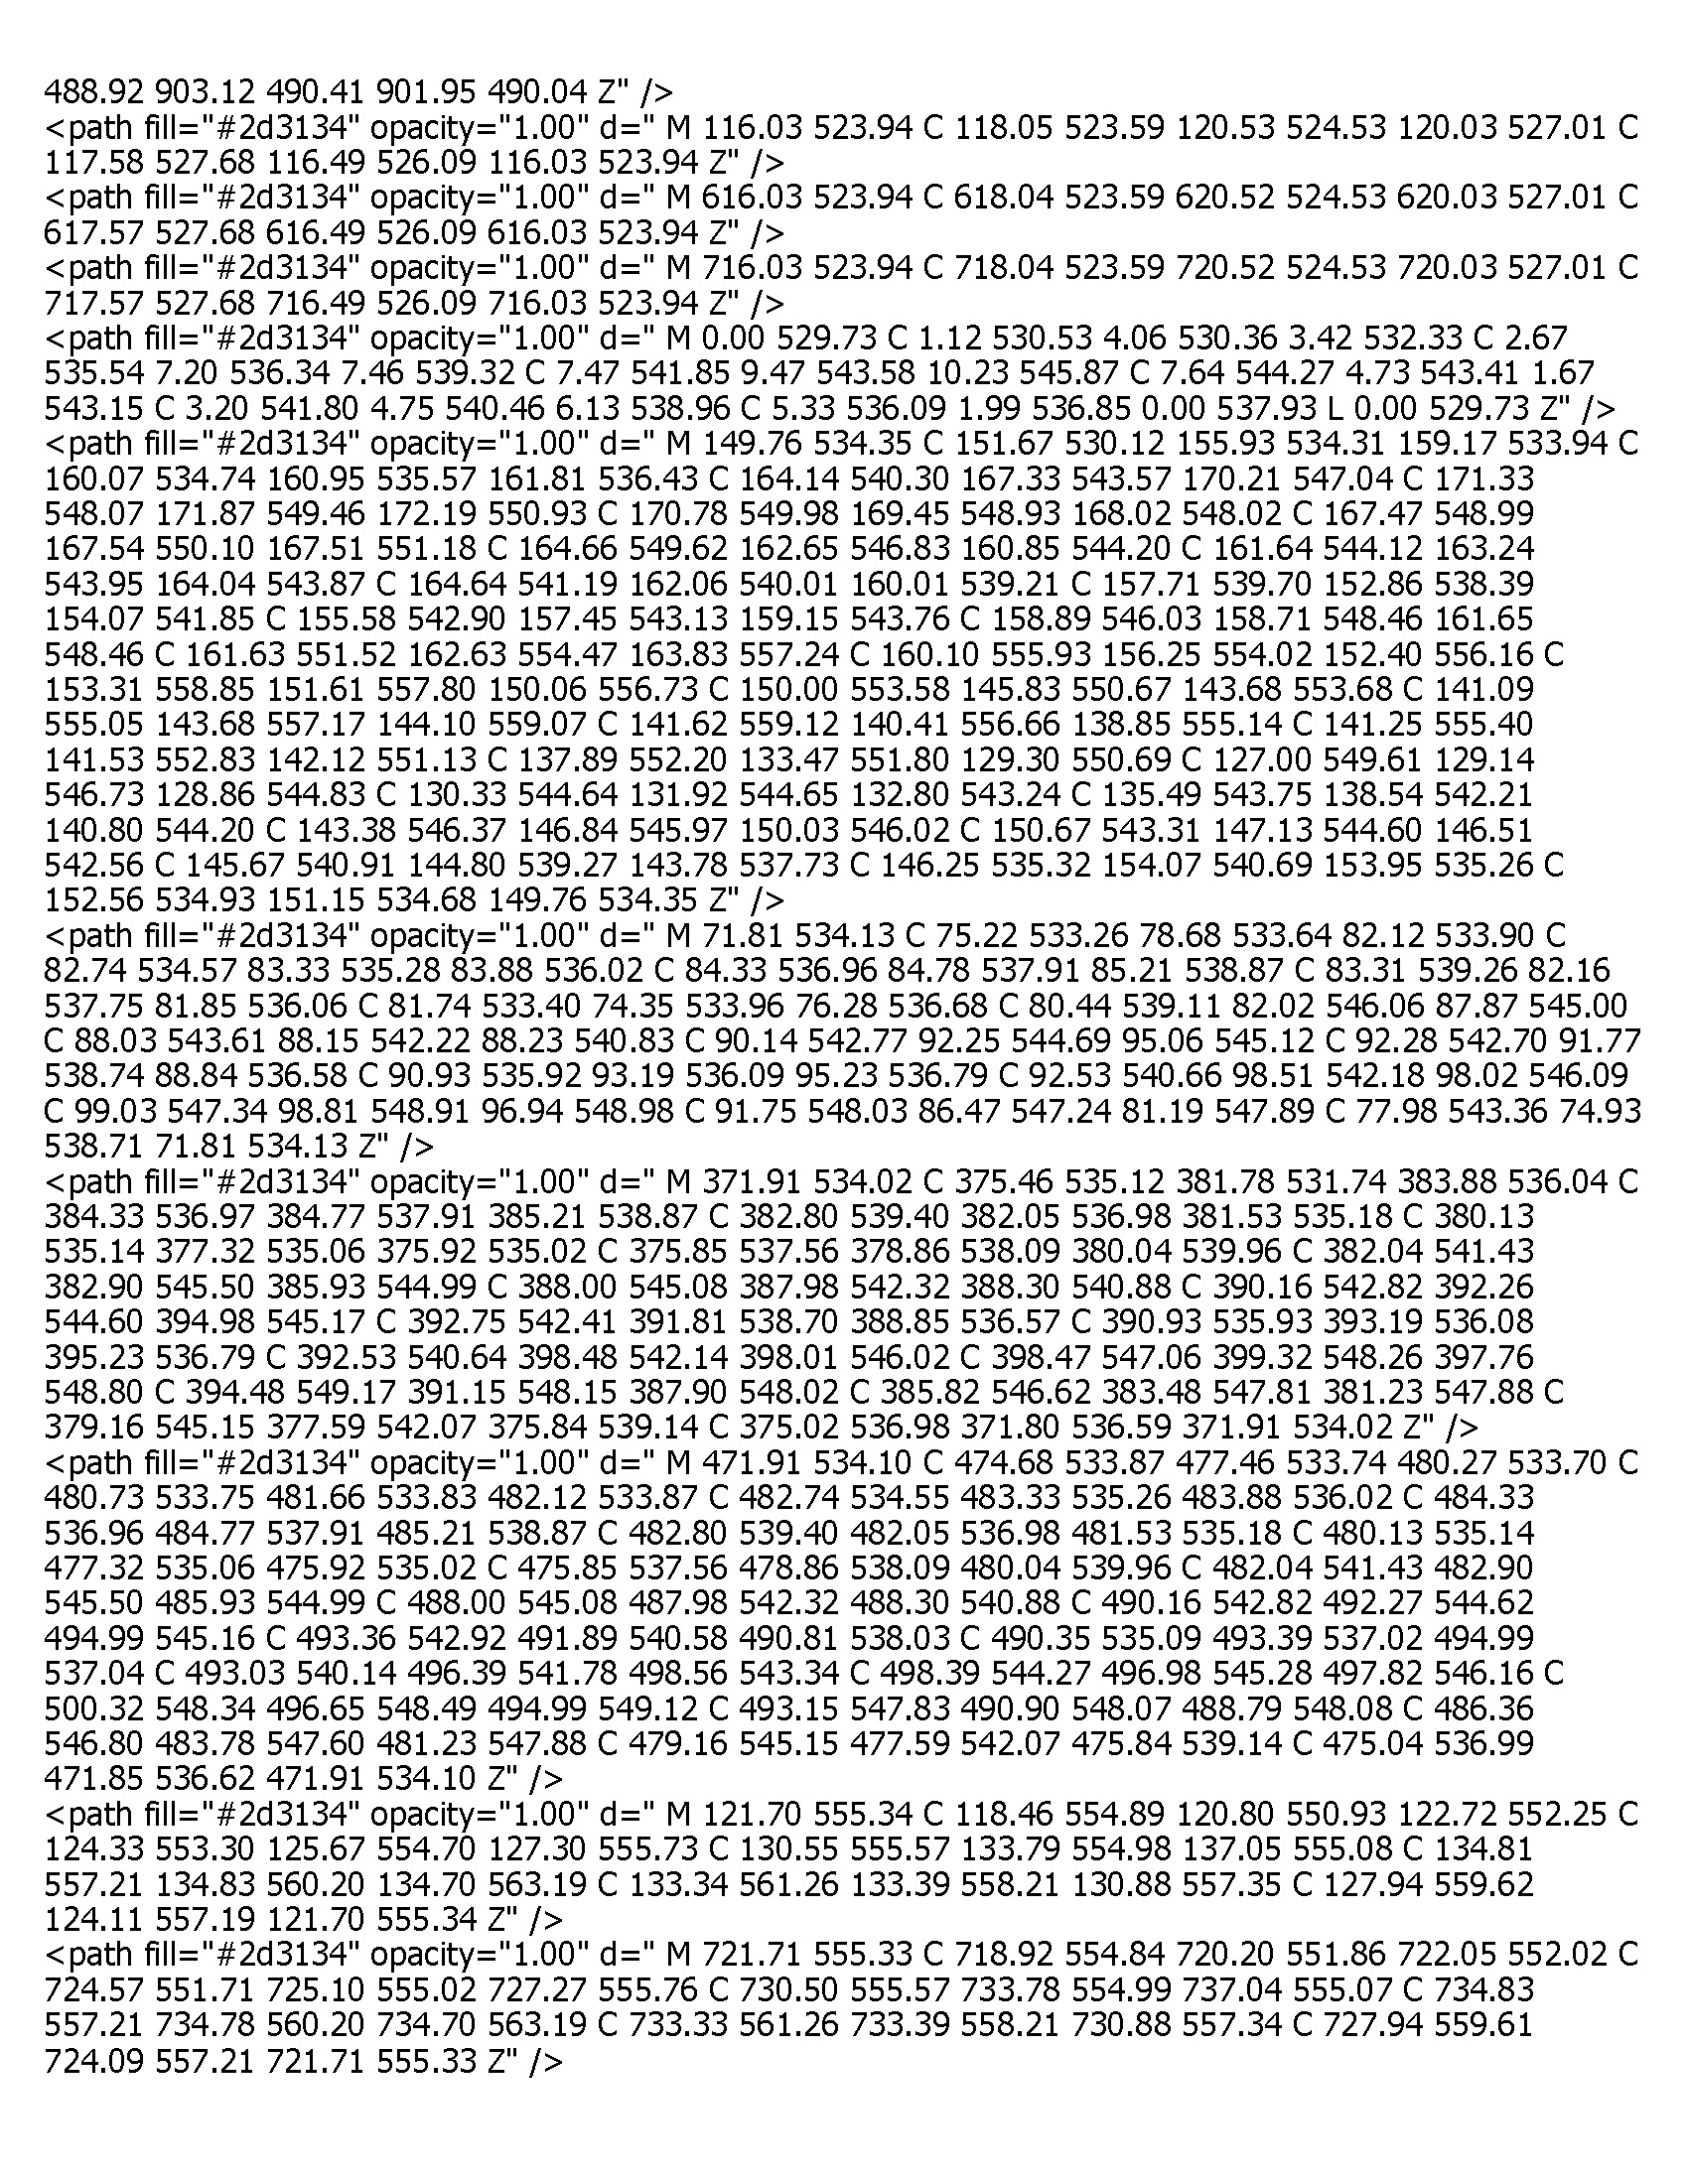 488.92 903.12 490.41 901.95 490.04 Z" />
<path fill="#2d3134" opacity="1.00" d=" M 116.03 523.94 C 118.05 523.59 120.53 524.53 120.03 527.01 C
117.58 527.68 116.49 526.09 116.03 523.94 Z" />
<path fill="#2d3134" opacity="1.00" d=" M 616.03 523.94 C 618.04 523.59 620.52 524.53 620.03 527.01 C
617.57 527.68 616.49 526.09 616.03 523.94 Z" />
<path fill="#2d3134" opacity="1.00" d=" M 716.03 523.94 C 718.04 523.59 720.52 524.53 720.03 527.01 C
717.57 527.68 716.49 526.09 716.03 523.94 Z" />
<path fill="#2d3134" opacity="1.00" d=" M 0.00 529.73 C 1.12 530.53 4.06 530.36 3.42 532.33 C 2.67
535.54 7.20 536.34 7.46 539.32 C 7.47 541.85 9.47 543.58 10.23 545.87 C 7.64 544.27 4.73 543.41 1.67
543.15 C 3.20 541.80 4.75 540.46 6.13 538.96 C 5.33 536.09 1.99 536.85 0.00 537.93 L 0.00 529.73 Z" />
<path fill="#2d3134" opacity="1.00" d=" M 149.76 534.35 C 151.67 530.12 155.93 534.31 159.17 533.94 C
160.07 534.74 160.95 535.57 161.81 536.43 C 164.14 540.30 167.33 543.57 170.21 547.04 C 171.33
548.07 171.87 549.46 172.19 550.93 C 170.78 549.98 169.45 548.93 168.02 548.02 C 167.47 548.99
167.54 550.10 167.51 551.18 C 164.66 549.62 162.65 546.83 160.85 544.20 C 161.64 544.12 163.24
543.95 164.04 543.87 C 164.64 541.19 162.06 540.01 160.01 539.21 C 157.71 539.70 152.86 538.39
154.07 541.85 C 155.58 542.90 157.45 543.13 159.15 543.76 C 158.89 546.03 158.71 548.46 161.65
548.46 C 161.63 551.52 162.63 554.47 163.83 557.24 C 160.10 555.93 156.25 554.02 152.40 556.16 C
153.31 558.85 151.61 557.80 150.06 556.73 C 150.00 553.58 145.83 550.67 143.68 553.68 C 141.09
555.05 143.68 557.17 144.10 559.07 C 141.62 559.12 140.41 556.66 138.85 555.14 C 141.25 555.40
141.53 552.83 142.12 551.13 C 137.89 552.20 133.47 551.80 129.30 550.69 C 127.00 549.61 129.14
546.73 128.86 544.83 C 130.33 544.64 131.92 544.65 132.80 543.24 C 135.49 543.75 138.54 542.21
140.80 544.20 C 143.38 546.37 146.84 545.97 150.03 546.02 C 150.67 543.31 147.13 544.60 146.51
542.56 C 145.67 540.91 144.80 539.27 143.78 537.73 C 146.25 535.32 154.07 540.69 153.95 535.26 C
152.56 534.93 151.15 534.68 149.76 534.35 Z" />
<path fill="#2d3134" opacity="1.00" d=" M 71.81 534.13 C 75.22 533.26 78.68 533.64 82.12 533.90 C
82.74 534.57 83.33 535.28 83.88 536.02 C 84.33 536.96 84.78 537.91 85.21 538.87 C 83.31 539.26 82.16
537.75 81.85 536.06 C 81.74 533.40 74.35 533.96 76.28 536.68 C 80.44 539.11 82.02 546.06 87.87 545.00
C 88.03 543.61 88.15 542.22 88.23 540.83 C 90.14 542.77 92.25 544.69 95.06 545.12 C 92.28 542.70 91.77
538.74 88.84 536.58 C 90.93 535.92 93.19 536.09 95.23 536.79 C 92.53 540.66 98.51 542.18 98.02 546.09
C 99.03 547.34 98.81 548.91 96.94 548.98 C 91.75 548.03 86.47 547.24 81.19 547.89 C 77.98 543.36 74.93
538.71 71.81 534.13 Z" />
<path fill="#2d3134" opacity="1.00" d=" M 371.91 534.02 C 375.46 535.12 381.78 531.74 383.88 536.04 C
384.33 536.97 384.77 537.91 385.21 538.87 C 382.80 539.40 382.05 536.98 381.53 535.18 C 380.13
535.14 377.32 535.06 375.92 535.02 C 375.85 537.56 378.86 538.09 380.04 539.96 C 382.04 541.43
382.90 545.50 385.93 544.99 C 388.00 545.08 387.98 542.32 388.30 540.88 C 390.16 542.82 392.26
544.60 394.98 545.17 C 392.75 542.41 391.81 538.70 388.85 536.57 C 390.93 535.93 393.19 536.08
395.23 536.79 C 392.53 540.64 398.48 542.14 398.01 546.02 C 398.47 547.06 399.32 548.26 397.76
548.80 C 394.48 549.17 391.15 548.15 387.90 548.02 C 385.82 546.62 383.48 547.81 381.23 547.88 C
379.16 545.15 377.59 542.07 375.84 539.14 C 375.02 536.98 371.80 536.59 371.91 534.02 Z" />
<path fill="#2d3134" opacity="1.00" d=" M 471.91 534.10 C 474.68 533.87 477.46 533.74 480.27 533.70 C
480.73 533.75 481.66 533.83 482.12 533.87 C 482.74 534.55 483.33 535.26 483.88 536.02 C 484.33
536.96 484.77 537.91 485.21 538.87 C 482.80 539.40 482.05 536.98 481.53 535.18 C 480.13 535.14
477.32 535.06 475.92 535.02 C 475.85 537.56 478.86 538.09 480.04 539.96 C 482.04 541.43 482.90
545.50 485.93 544.99 C 488.00 545.08 487.98 542.32 488.30 540.88 C 490.16 542.82 492.27 544.62
494.99 545.16 C 493.36 542.92 491.89 540.58 490.81 538.03 C 490.35 535.09 493.39 537.02 494.99
537.04 C 493.03 540.14 496.39 541.78 498.56 543.34 C 498.39 544.27 496.98 545.28 497.82 546.16 C
500.32 548.34 496.65 548.49 494.99 549.12 C 493.15 547.83 490.90 548.07 488.79 548.08 C 486.36
546.80 483.78 547.60 481.23 547.88 C 479.16 545.15 477.59 542.07 475.84 539.14 C 475.04 536.99
471.85 536.62 471.91 534.10 Z" />
<path fill="#2d3134" opacity="1.00" d=" M 121.70 555.34 C 118.46 554.89 120.80 550.93 122.72 552.25 C
124.33 553.30 125.67 554.70 127.30 555.73 C 130.55 555.57 133.79 554.98 137.05 555.08 C 134.81
557.21 134.83 560.20 134.70 563.19 C 133.34 561.26 133.39 558.21 130.88 557.35 C 127.94 559.62
124.11 557.19 121.70 555.34 Z" />
<path fill="#2d3134" opacity="1.00" d=" M 721.71 555.33 C 718.92 554.84 720.20 551.86 722.05 552.02 C
724.57 551.71 725.10 555.02 727.27 555.76 C 730.50 555.57 733.78 554.99 737.04 555.07 C 734.83
557.21 734.78 560.20 734.70 563.19 C 733.33 561.26 733.39 558.21 730.88 557.34 C 727.94 559.61
724.09 557.21 721.71 555.33 Z" />